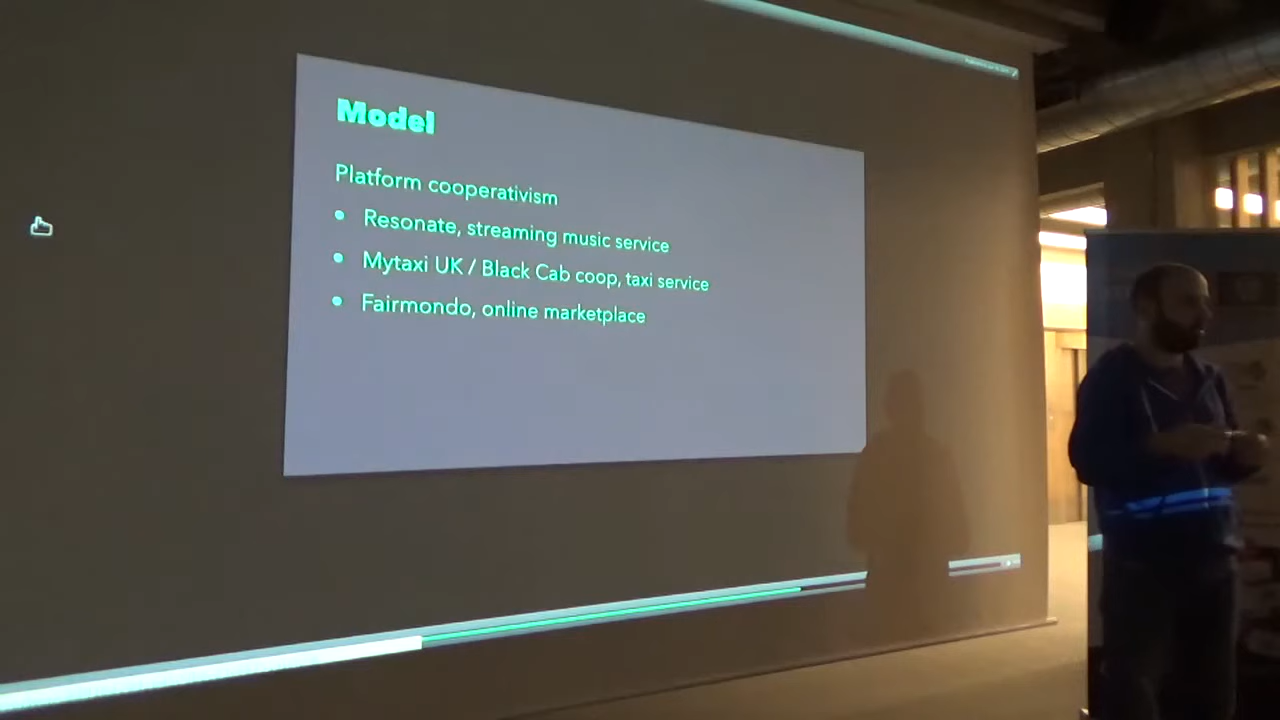 Model
Platform cooperativism
• Resonate, streaming music service
• Mytaxi UK / Black Cab coop, taxi service
• Fairmondo, online marketplace